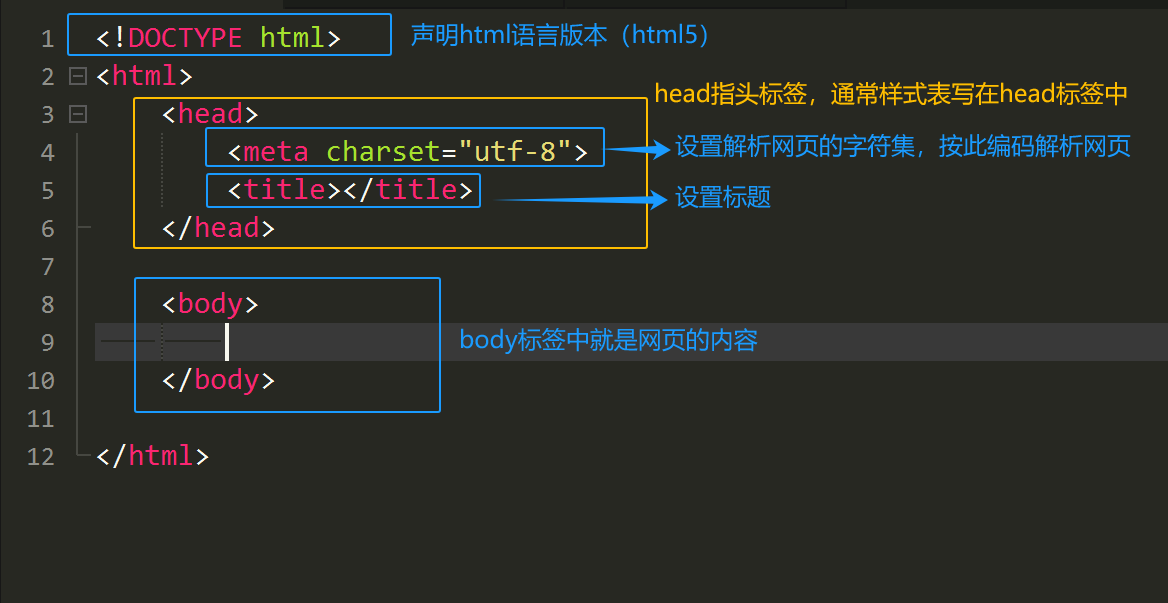 1 <!DOCTYPE html> 声明html语言版本（html5）
2 <html>
head指头标签，通常样式表写在head标签中
3 <head>
4 <meta charset="utf-8"> 设置解析网页的字符集，按此编码解析网页
5 <title></title> 设置标题
6 </head>
7
8 <body>
9 body标签中就是网页的内容
10 </body>
11
12 </html>